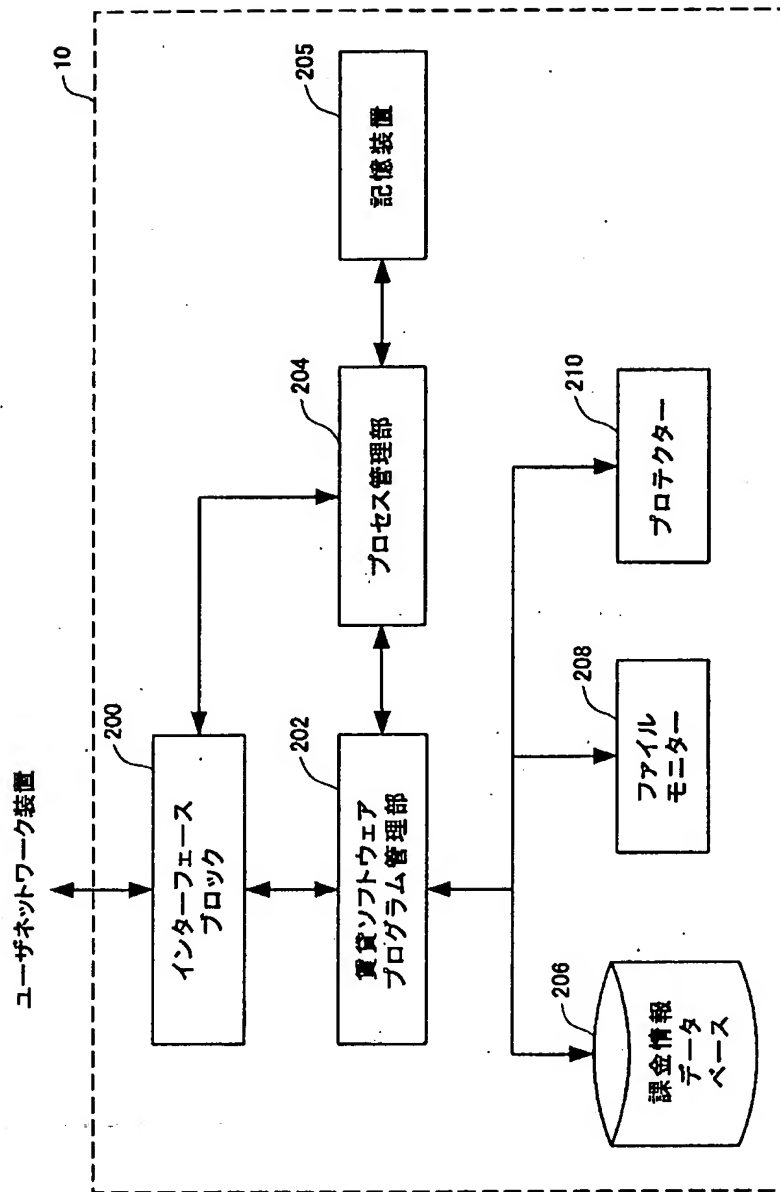 ユーザネットワーク装置
10
200
インターフェース
ブロック
202
賃貸ソフトウェア
プログラム管理部
204
プロセス管理部
205
記憶装置
206
課金情報
データ
ベース
208
ファイル
モニター
210
プロテクター